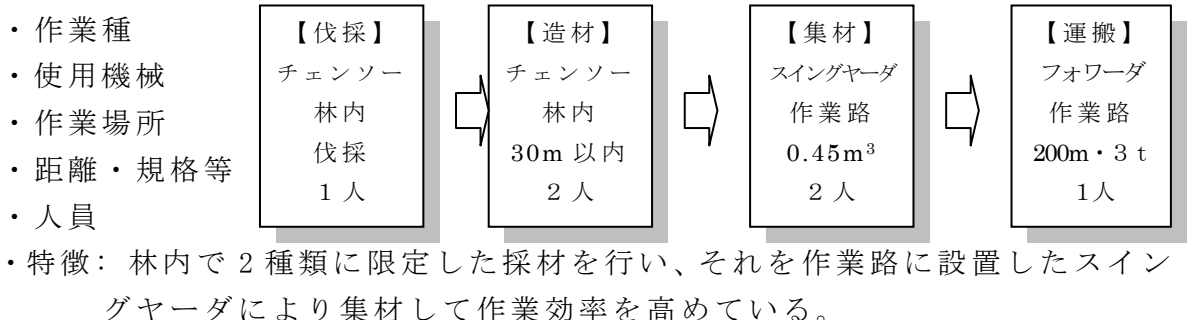 ・作業種
・使用機械
・作業場所
・距離・規格等
・人員
【伐採】
チェンソー
林内
伐採
1人
【造材】
チェンソー
林内
30m以内
2人
【集材】
スイングヤーダ
作業路
0.45m³
2人
【運搬】
フォワーダ
作業路
200m・3t
1人
・特徴： 林内で2種類に限定した採材を行い、それを作業路に設置したスイン
グヤーダにより集材して作業効率を高めている。